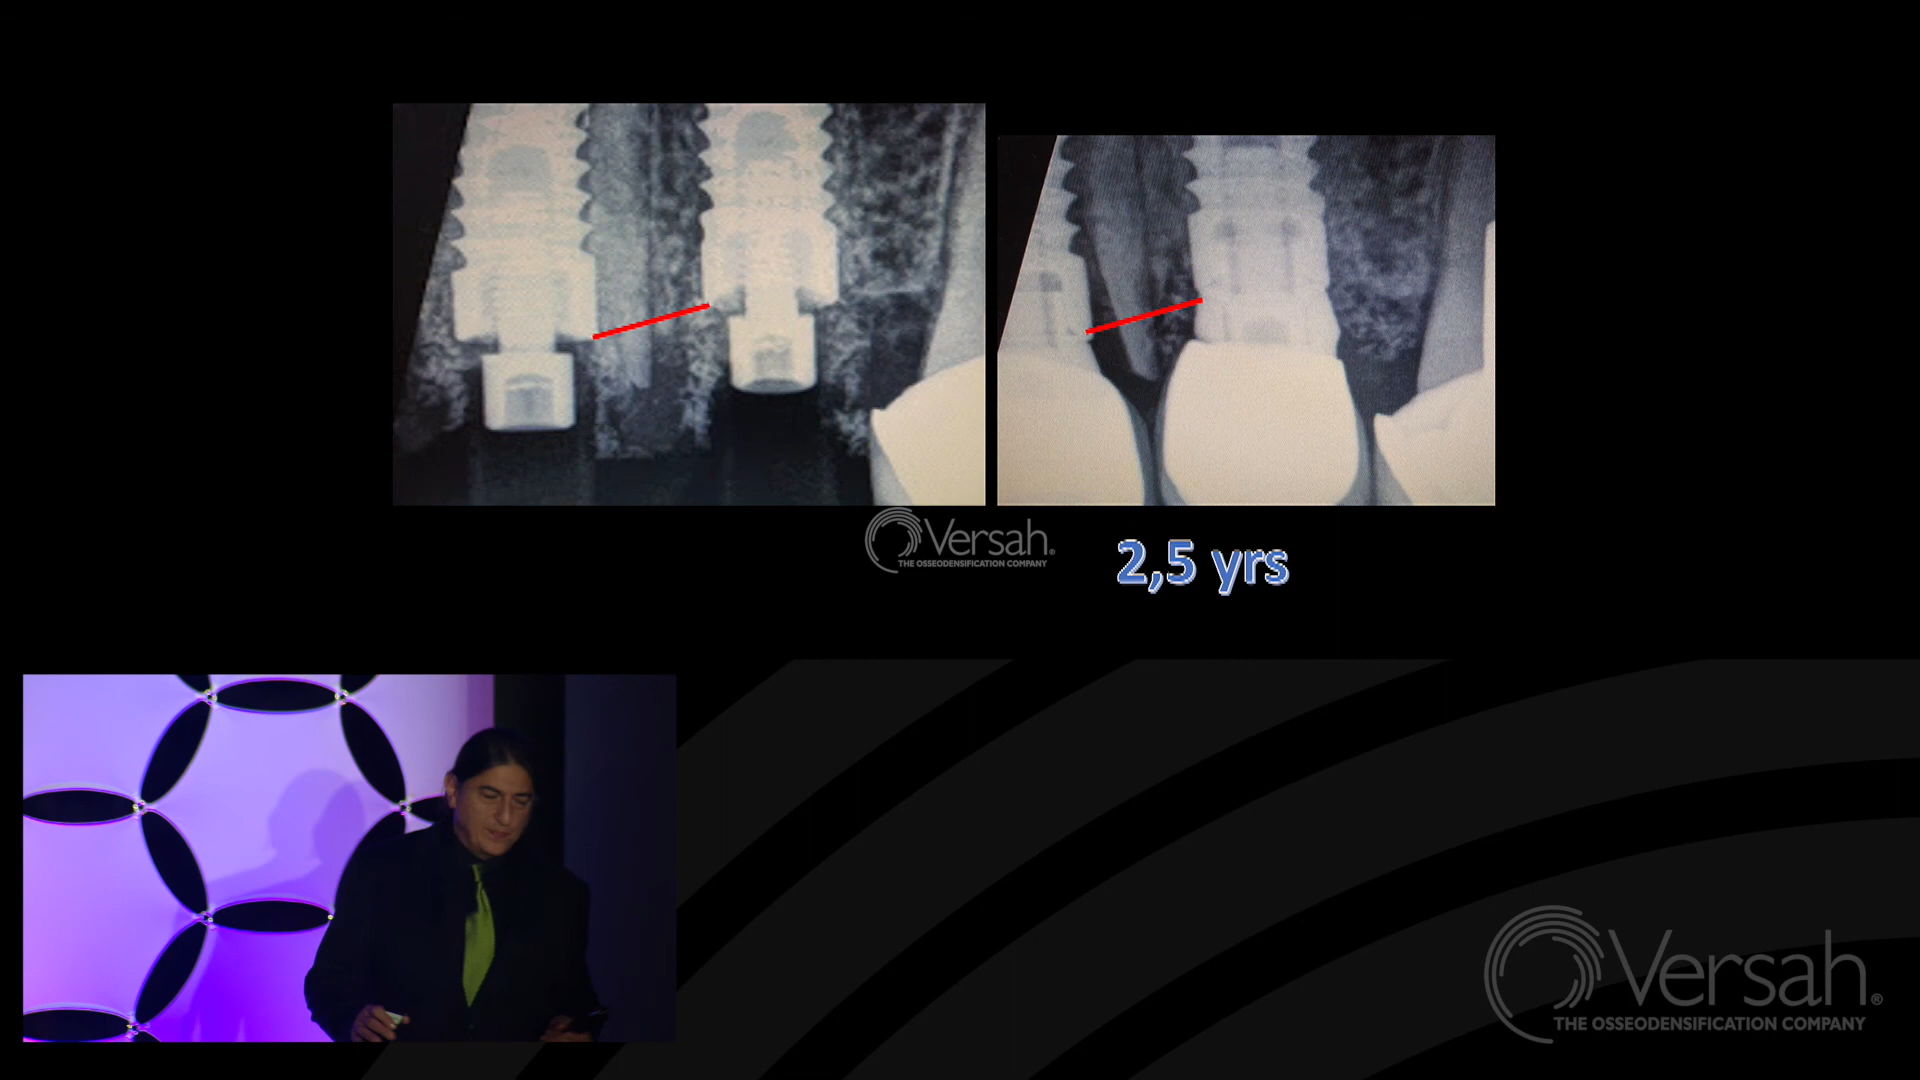 Versah®
THE OSSEODENSIFICATION COMPANY
2,5 yrs
Versah®
THE OSSEODENSIFICATION COMPANY